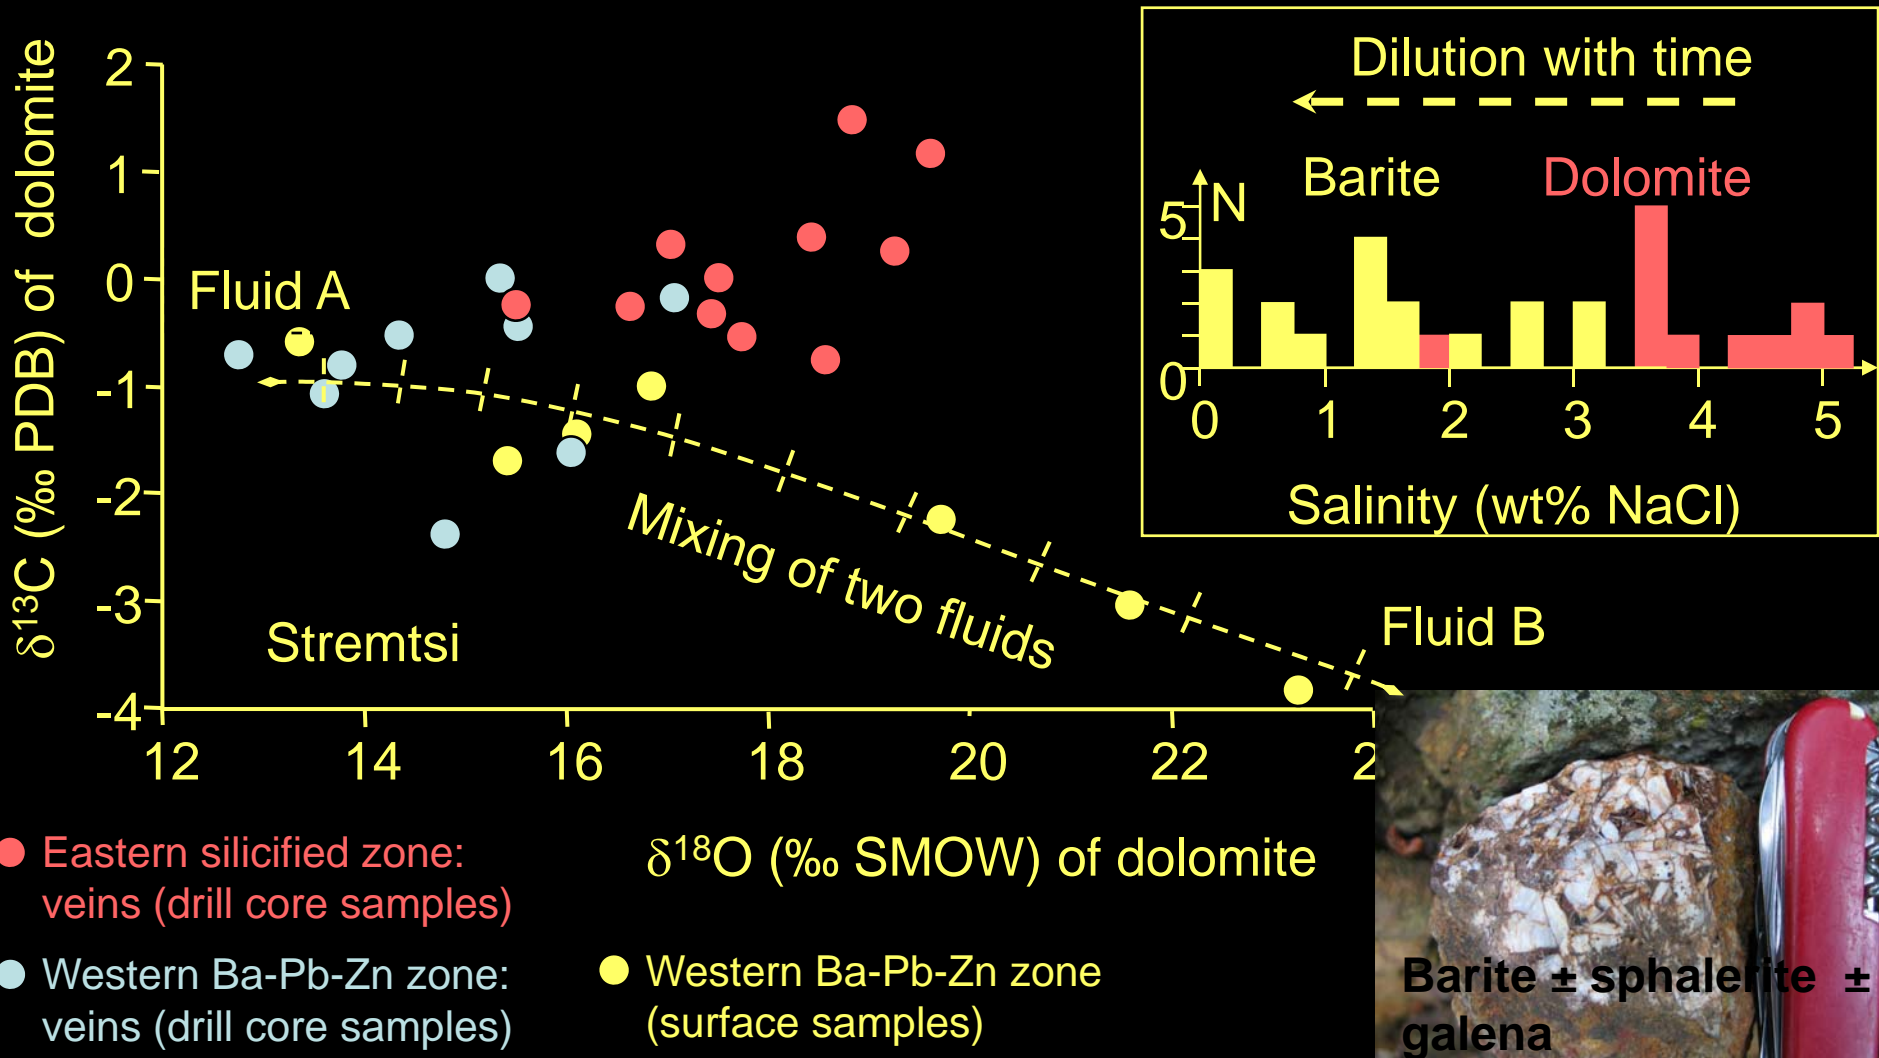 δ¹³C (‰ PDB) of dolomite
2
1
0
-1
-2
-3
-4
12
14
16
18
20
22
2
δ¹⁸O (‰ SMOW) of dolomite
Fluid A
Mixing of two fluids
Fluid B
Stremtsi
Dilution with time
Barite
Dolomite
N
5
0
0
1
2
3
4
5
Salinity (wt% NaCl)
Eastern silicified zone:
veins (drill core samples)
Western Ba-Pb-Zn zone:
veins (drill core samples)
Western Ba-Pb-Zn zone
(surface samples)
Barite ± sphalerite ±
galena